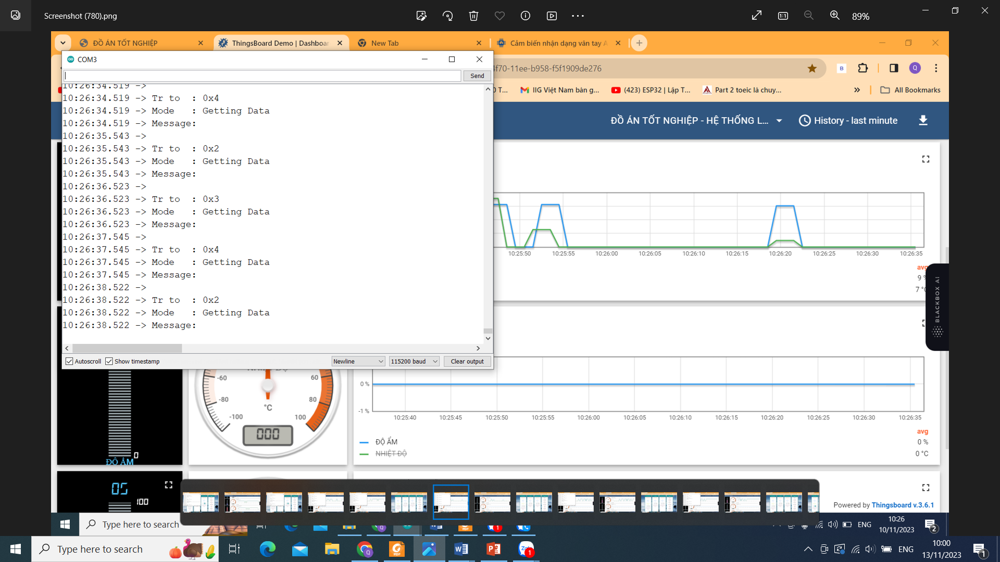 Screenshot (780).png
89%
ĐỒ ÁN TỐT NGHIỆP
ThingsBoard Demo | Dashboar
New Tab
Cảm biến nhận dạng vân tay A
COM3
4f70-11ee-b958-f5f1909de276
Send
T...
IIG Việt Nam bàn g...
(423) ESP32 | Lập T...
Part 2 toeic là chuy...
All Bookmarks
10:26:34.519 ->
10:26:34.519 -> Tr to  : 0x4
10:26:34.519 -> Mode   : Getting Data
10:26:34.519 -> Message:
10:26:35.543 ->
10:26:35.543 -> Tr to  : 0x2
10:26:35.543 -> Mode   : Getting Data
10:26:35.543 -> Message:
10:26:36.523 ->
10:26:36.523 -> Tr to  : 0x3
10:26:36.523 -> Mode   : Getting Data
10:26:36.523 -> Message:
10:26:37.545 ->
10:26:37.545 -> Tr to  : 0x4
10:26:37.545 -> Mode   : Getting Data
10:26:37.545 -> Message:
10:26:38.522 ->
10:26:38.522 -> Tr to  : 0x2
10:26:38.522 -> Mode   : Getting Data
10:26:38.522 -> Message:
Autoscroll
Show timestamp
Newline
115200 baud
Clear output
ĐỒ ÁN TỐT NGHIỆP - HỆ THỐNG L...
History - last minute
10:25:50 10:25:55 10:26:00 10:26:05 10:26:10 10:26:15 10:26:20 10:26:25 10:26:30 10:26:35
avg
9 %
7 °C
BLACKBOX AI
-60 60
-80 80
°C
-100 100
000
0
ĐỘ ẨM
0 %
-1 %
10:25:40 10:25:45 10:25:50 10:25:55 10:26:00 10:26:05 10:26:10 10:26:15 10:26:20 10:26:25 10:26:30 10:26:35
avg
ĐỘ ẨM 0 %
NHIỆT ĐỘ 0 °C
05
100
Powered by Thingsboard v.3.6.1
Type here to search
ENG
10:26
10/11/2023
2
Type here to search
ENG
10:00
13/11/2023
1